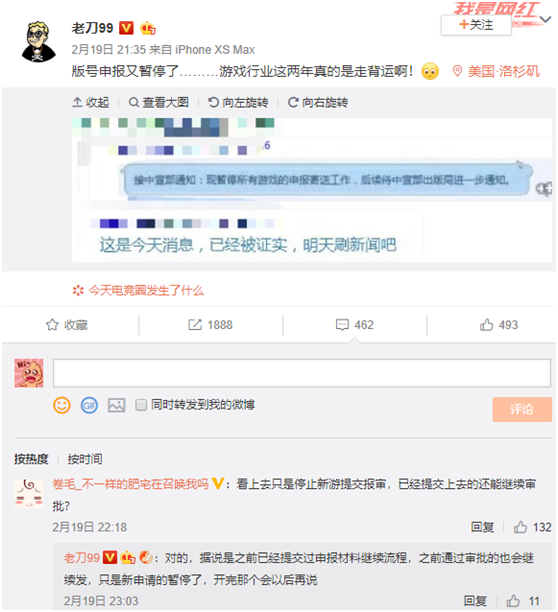 我是网红
老刀99
+关注
2月19日 21:35 来自 iPhone XS Max
版号申报又暂停了………游戏行业这两年真的是走背运啊! 美国·洛杉矶
收起 查看大图 向左旋转 向右旋转
.6
接中宣部通知:现暂停所有游戏的申报寄送工作,后续待中宣部出版局进一步通知。
这是今天消息,已经被证实,明天刷新闻吧
今天电竞圈发生了什么
收藏 1888 462 493
GIF 同时转发到我的微博
评论
按热度 按时间
卷毛_不一样的肥宅在召唤我吗:看上去只是停止新游提交报审,已经提交上去的还能继续审
批?
2月19日 22:18 回复 132
老刀99:对的,据说是之前已经提交过申报材料继续流程,之前通过审批的也会继
续发,只是新申请的暂停了,开完那个会以后再说
2月19日 23:03 回复 11